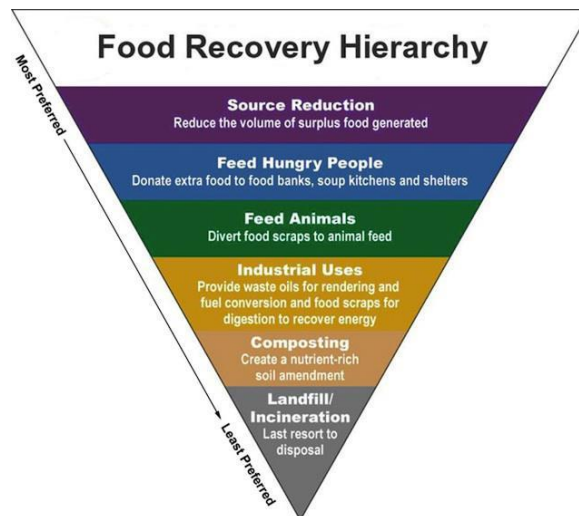 Food Recovery Hierarchy
Most Preferred
Source Reduction
Reduce the volume of surplus food generated
Feed Hungry People
Donate extra food to food banks, soup kitchens and shelters
Feed Animals
Divert food scraps to animal feed
Industrial Uses
Provide waste oils for rendering and
fuel conversion and food scraps for
digestion to recover energy
Composting
Create a nutrient-rich
soil amendment
Landfill/
Incineration
Last resort to
disposal
Least Preferred